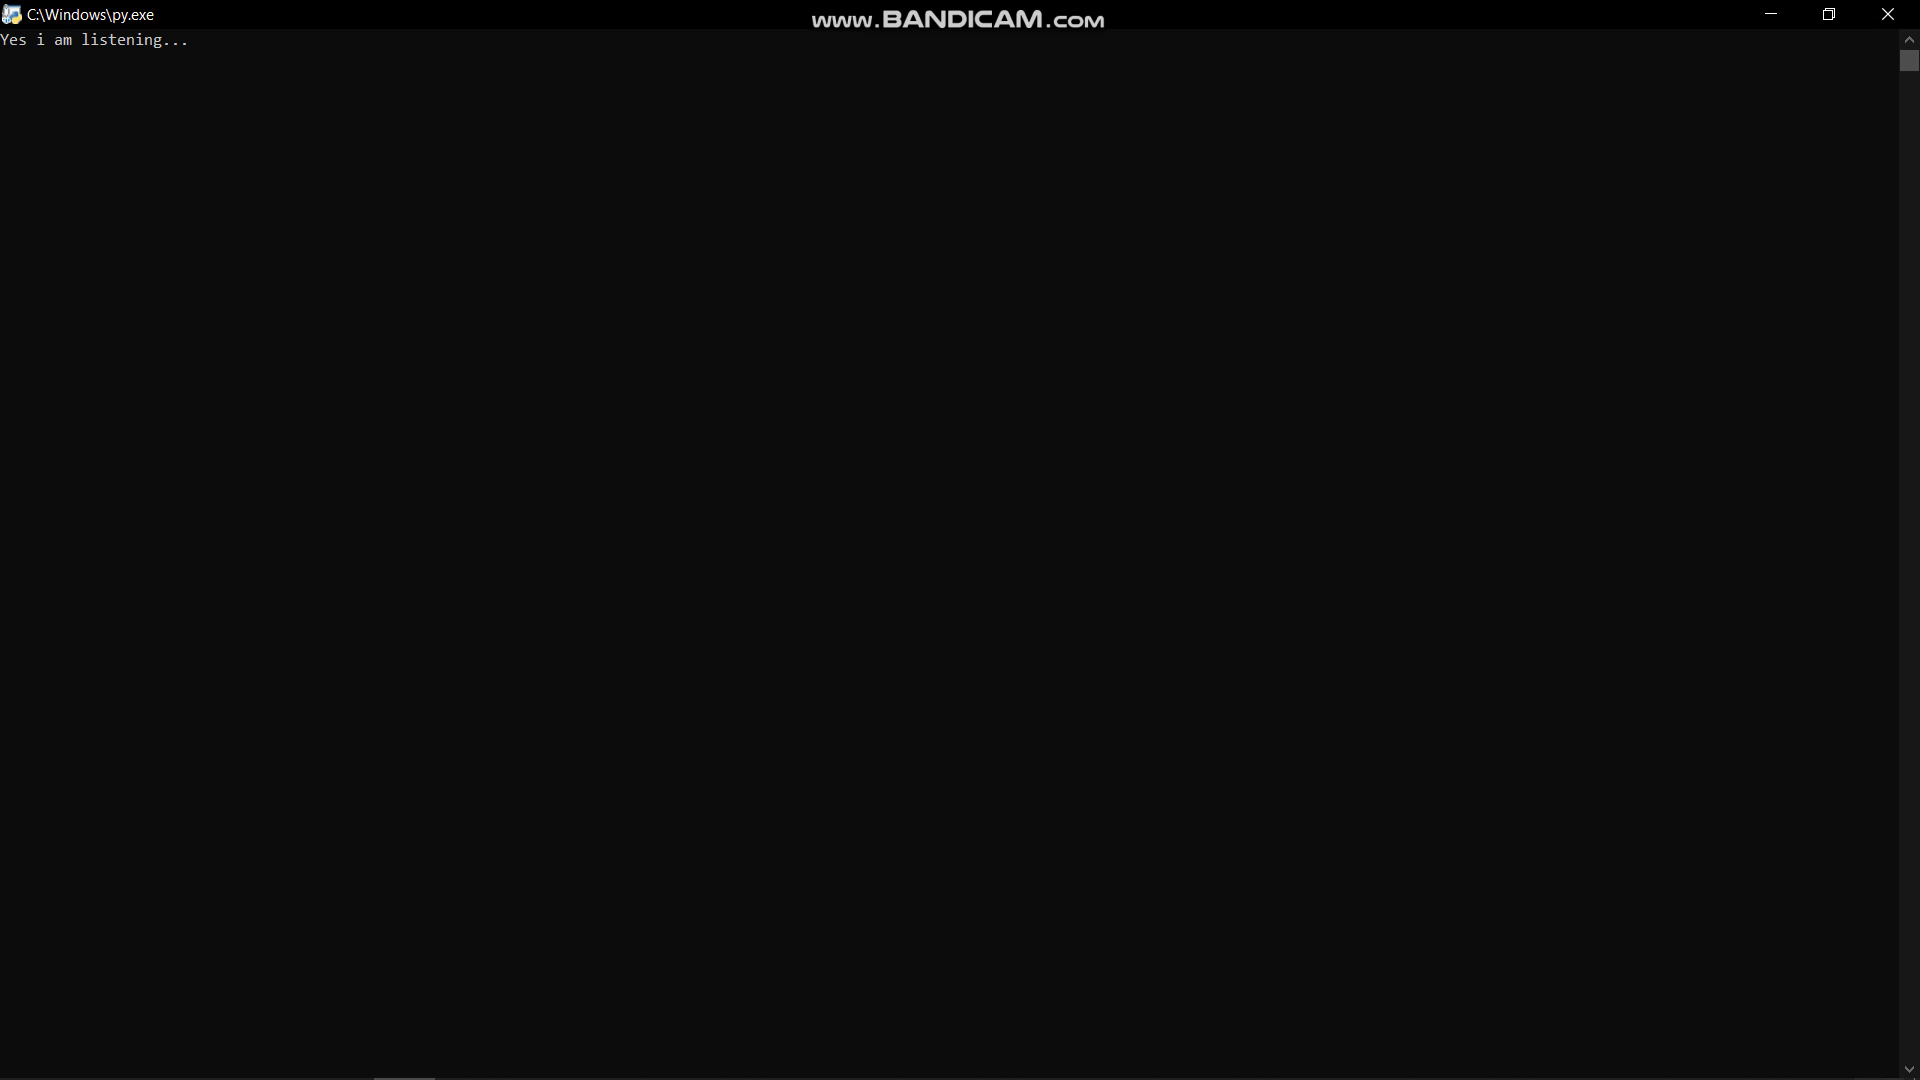 C:\Windows\py.exe
www.BANDICAM.COM
Yes i am listening...